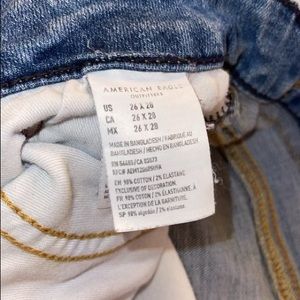 AMERICAN EAGLE
OUTFITTERS
US 26 X 28
CA 26 X 28
MX 26 X 28
MADE IN BANGLADESH / FABRIQUÉ AU
BANGLADESH / HECHO EN BANGLADESH
RN
CA
EN 98% COTTON / 2% ELASTANE
EXCLUSIVE OF DECORATION.
FR 98% COTON / 2% ÉLASTHANNE
À L'EXCEPTION DE LA GARNITURE.
SP 98% algodón / 2% elastano